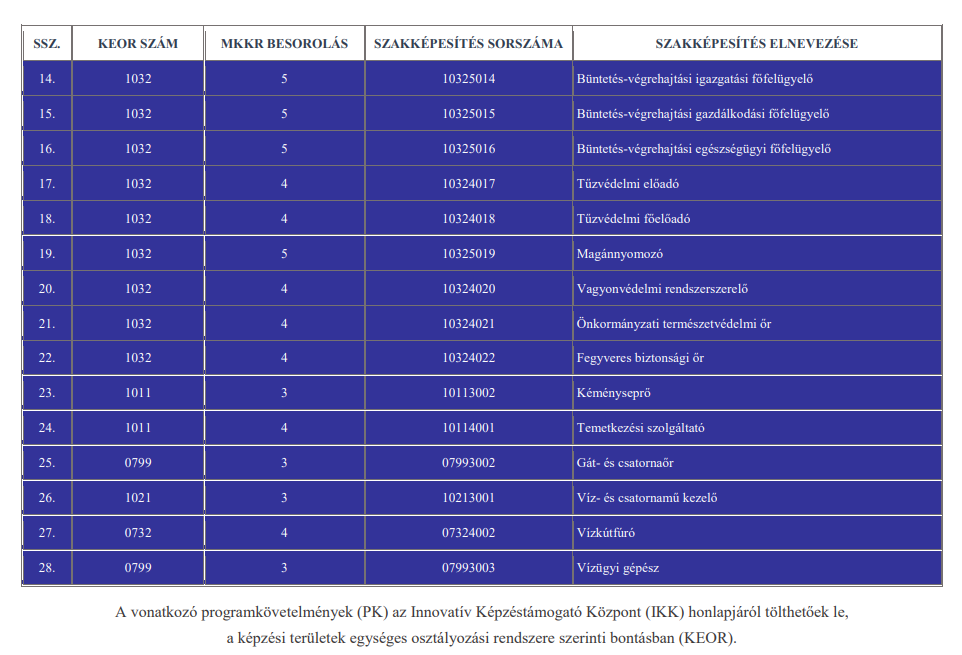 SSZ. KEOR SZÁM MKKR BESOROLÁS SZAKKÉPESÍTÉS SORSZÁMA SZAKKÉPESÍTÉS ELNEVEZÉSE
14. 1032 5 10325014 Büntetés-végrehajtási igazgatási főfelügyelő
15. 1032 5 10325015 Büntetés-végrehajtási gazdálkodási főfelügyelő
16. 1032 5 10325016 Büntetés-végrehajtási egészségügyi főfelügyelő
17. 1032 4 10324017 Tűzvédelmi előadó
18. 1032 4 10324018 Tűzvédelmi főelőadó
19. 1032 5 10325019 Magánnyomozó
20. 1032 4 10324020 Vagyonvédelmi rendszerszerelő
21. 1032 4 10324021 Önkormányzati természetvédelmi őr
22. 1032 4 10324022 Fegyveres biztonsági őr
23. 1011 3 10113002 Kéményseprő
24. 1011 4 10114001 Temetkezési szolgáltató
25. 0799 3 07993002 Gát- és csatornaőr
26. 1021 3 10213001 Víz- és csatornamű kezelő
27. 0732 4 07324002 Vízkútfúró
28. 0799 3 07993003 Vízügyi gépész
A vonatkozó programkövetelmények (PK) az Innovatív Képzéstámogató Központ (IKK) honlapjáról tölthetőek le,
a képzési területek egységes osztályozási rendszere szerinti bontásban (KEOR).